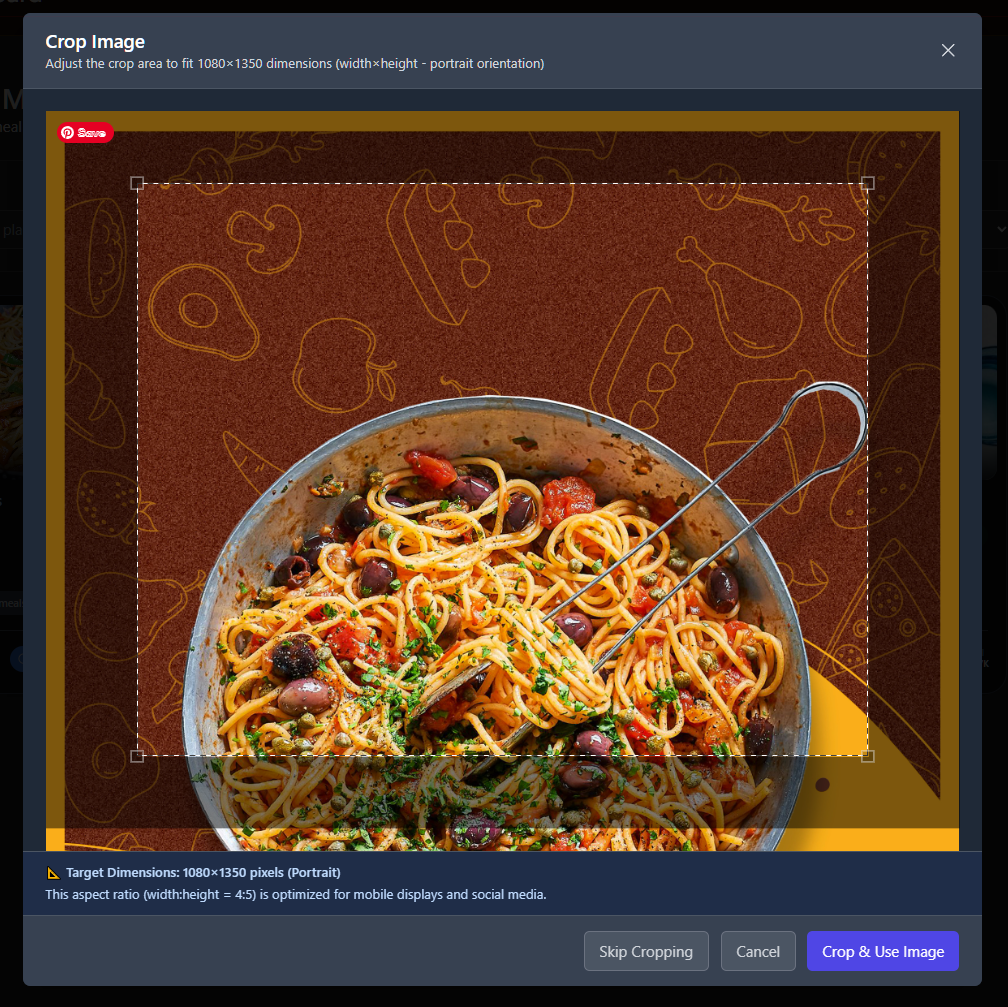 Crop Image
Adjust the crop area to fit 1080×1350 dimensions (width×height - portrait orientation)
Save
Target Dimensions: 1080×1350 pixels (Portrait)
This aspect ratio (width:height = 4:5) is optimized for mobile displays and social media.
Skip Cropping
Cancel
Crop & Use Image